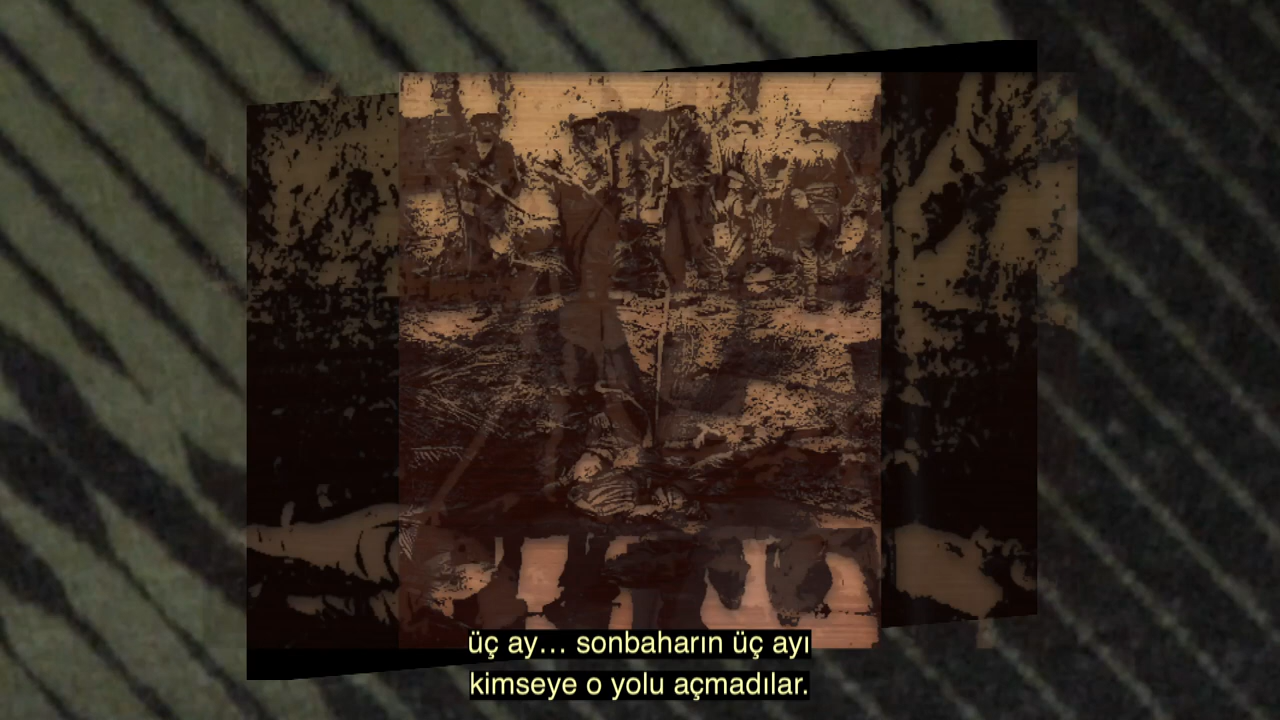 üç ay… sonbaharın üç ayı
kimseye o yolu açmadılar.